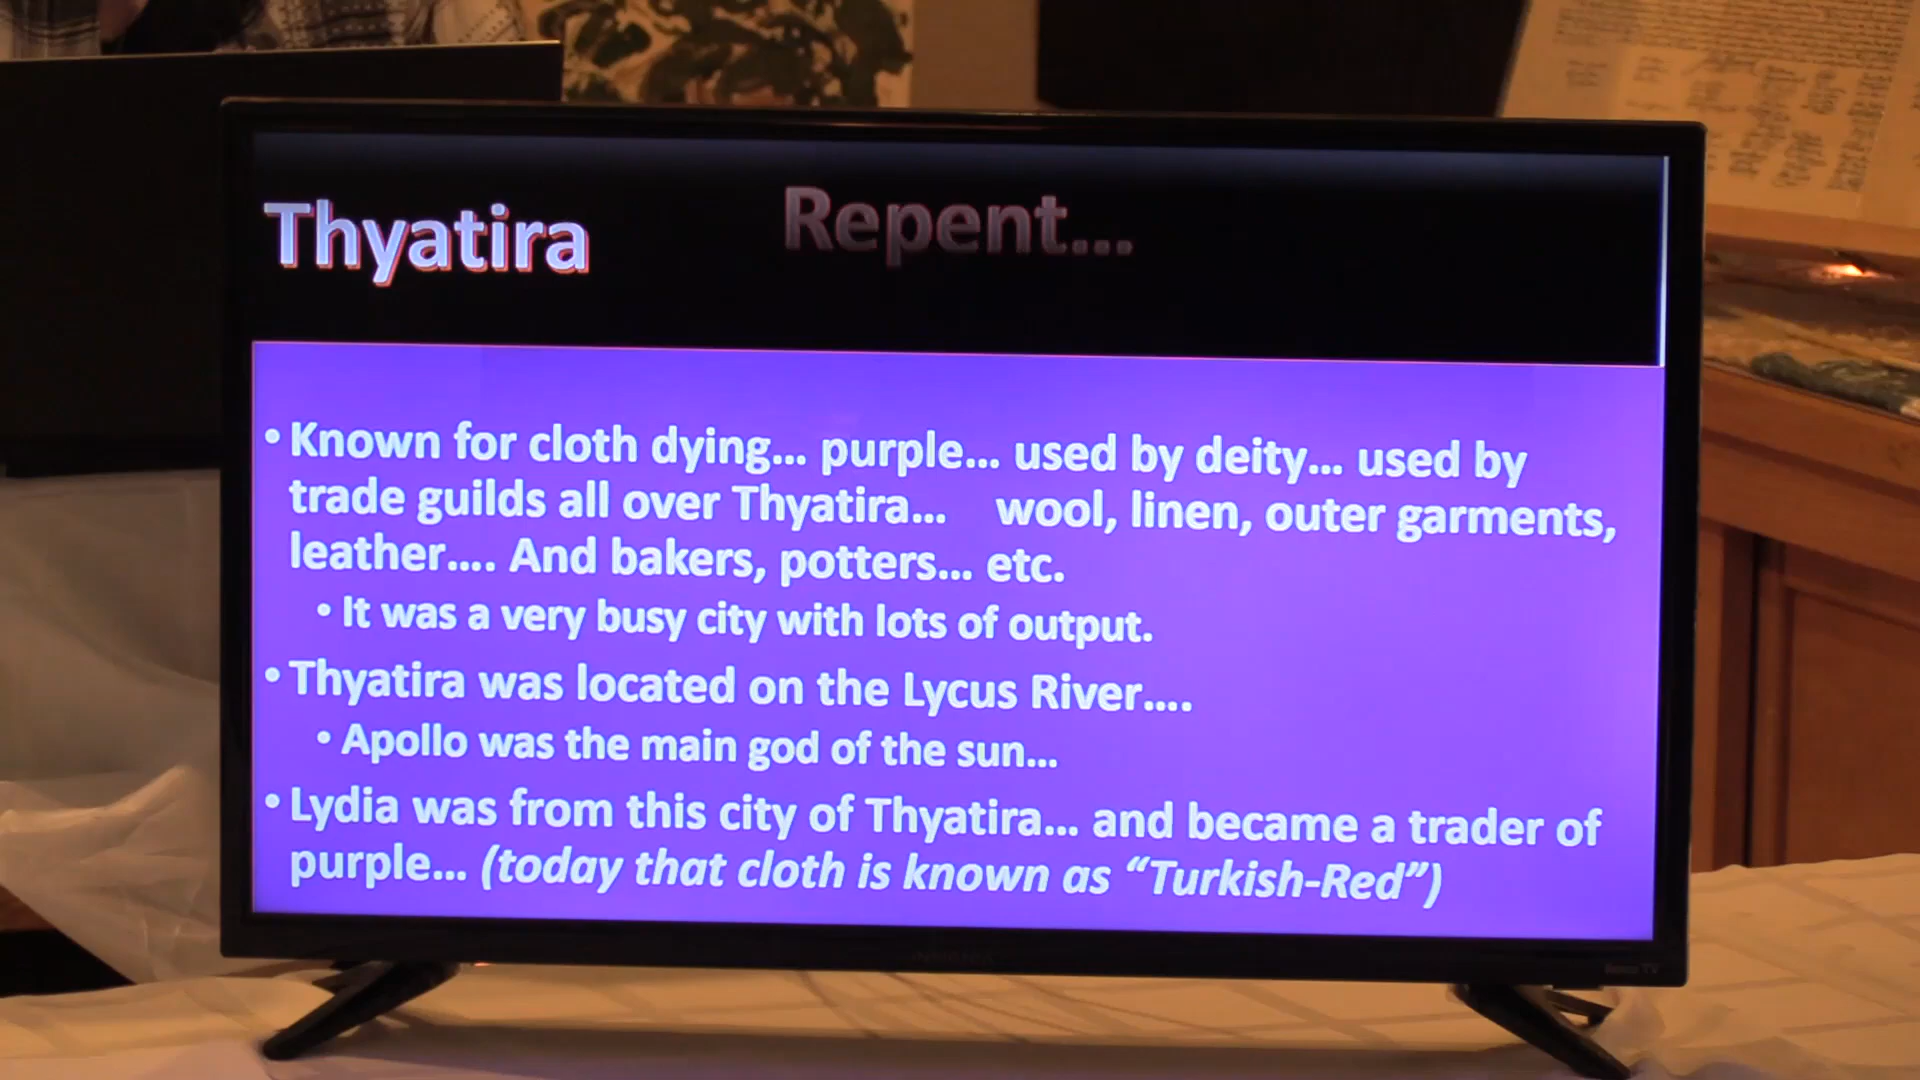 Thyatira
Repent...
• Known for cloth dying... purple... used by deity... used by
trade guilds all over Thyatira... wool, linen, outer garments,
leather.... And bakers, potters... etc.
• It was a very busy city with lots of output.
• Thyatira was located on the Lycus River....
• Apollo was the main god of the sun...
• Lydia was from this city of Thyatira... and became a trader of
purple... (today that cloth is known as “Turkish-Red”)